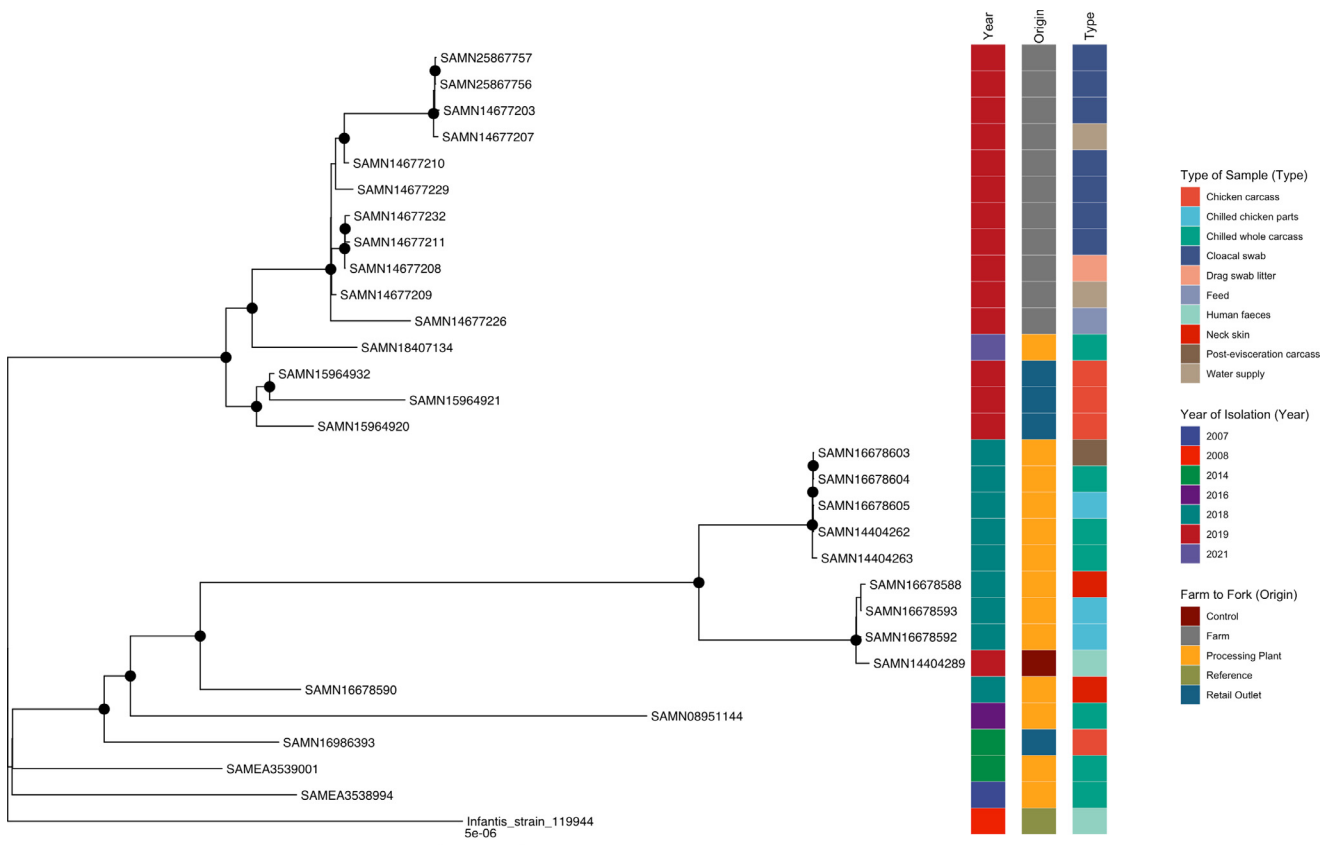 Year
Origin
Type
SAMN25867757
SAMN25867756
SAMN14677203
SAMN14677207
SAMN14677210
SAMN14677229
SAMN14677232
SAMN14677211
SAMN14677208
SAMN14677209
SAMN14677226
SAMN18407134
SAMN15964932
SAMN15964921
SAMN15964920
SAMN16678603
SAMN16678604
SAMN16678605
SAMN14404262
SAMN14404263
SAMN16678588
SAMN16678593
SAMN16678592
SAMN14404289
SAMN16678590
SAMN08951144
SAMN16986393
SAMEA3539001
SAMEA3538994
Infantis_strain_119944
5e-06
Type of Sample (Type)
Chicken carcass
Chilled chicken parts
Chilled whole carcass
Cloacal swab
Drag swab litter
Feed
Human faeces
Neck skin
Post-evisceration carcass
Water supply
Year of Isolation (Year)
2007
2008
2014
2016
2018
2019
2021
Farm to Fork (Origin)
Control
Farm
Processing Plant
Reference
Retail Outlet